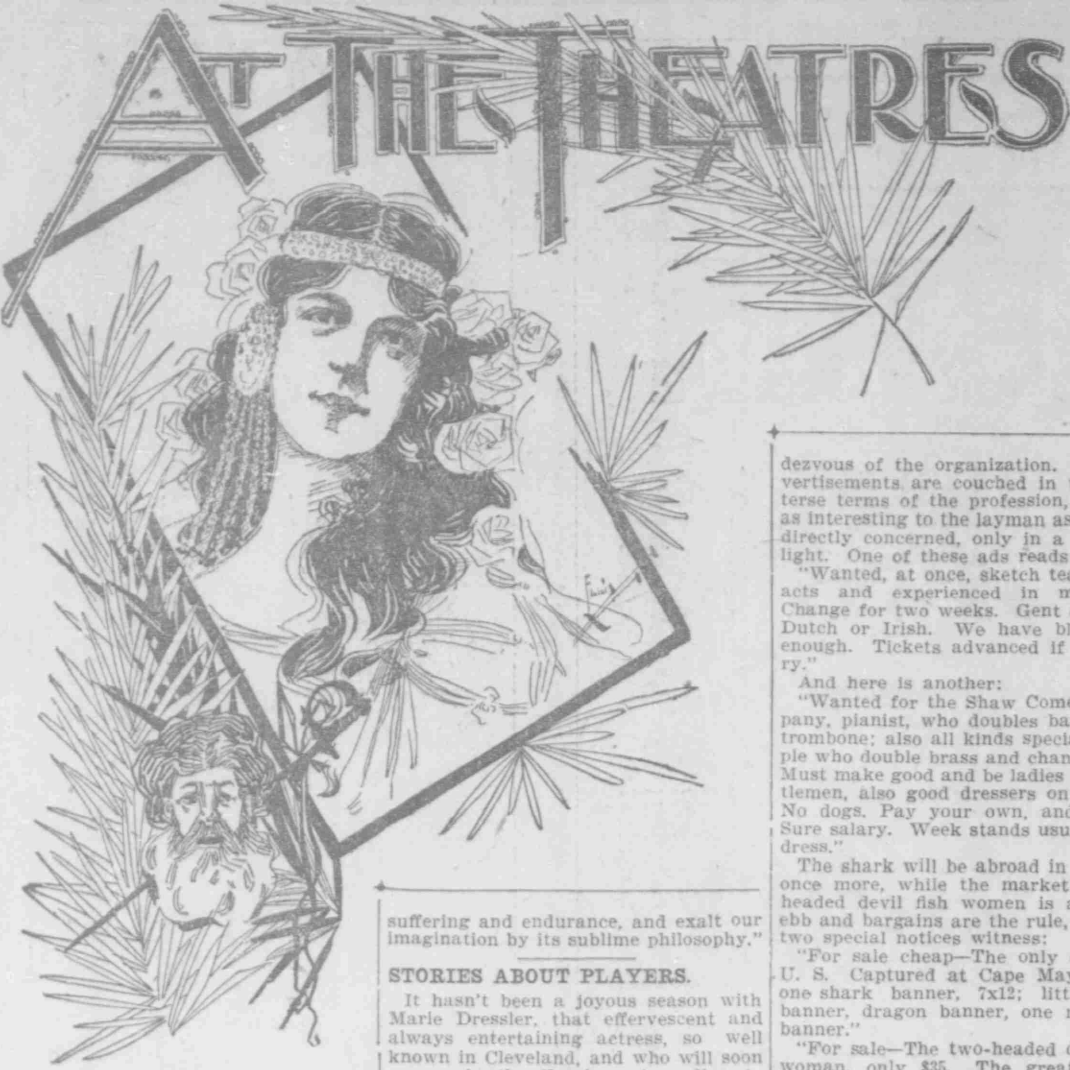 AT THE THEATRES
suffering and endurance, and exalt our
imagination by its sublime philosophy."
STORIES ABOUT PLAYERS.
It hasn't been a joyous season with
Marie Dressler, that effervescent and
always entertaining actress, so well
known in Cleveland, and who will soon
dezvous of the organization.
vertisements are couched in
terse terms of the profession,
as interesting to the layman as
directly concerned, only in a
light. One of these ads reads
"Wanted, at once, sketch
acts and experienced in
Change for two weeks. Gent
Dutch or Irish. We have
enough. Tickets advanced if
ry."
And here is another:
"Wanted for the Shaw
pany, pianist, who doubles
trombone; also all kinds
ple who double brass and
Must make good and be ladies
tlemen, also good dressers
No dogs. Pay your own,
Sure salary. Week stands
dress."
The shark will be abroad in
once more, while the market
headed devil fish women is
ebb and bargains are the rule,
two special notices witness:
"For sale cheap—The only
U. S. Captured at Cape May
one shark banner, 7x12;
banner, dragon banner, one
banner."
"For sale—The two-headed
woman, only $35. The